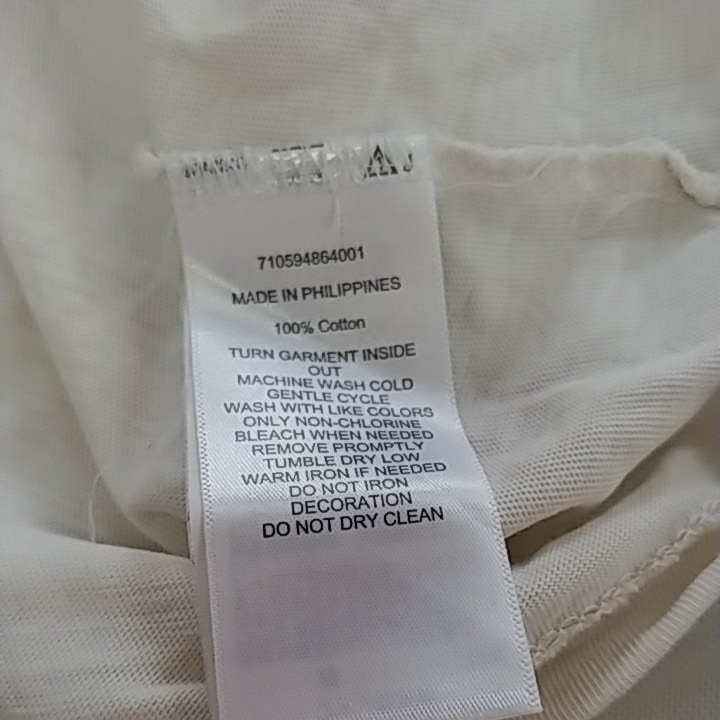 710594864001
MADE IN PHILIPPINES
100% Cotton
TURN GARMENT INSIDE
OUT
MACHINE WASH COLD
GENTLE CYCLE
WASH WITH LIKE COLORS
ONLY NON-CHLORINE
BLEACH WHEN NEEDED
REMOVE PROMPTLY
TUMBLE DRY LOW
WARM IRON IF NEEDED
DO NOT IRON
DECORATION
DO NOT DRY CLEAN